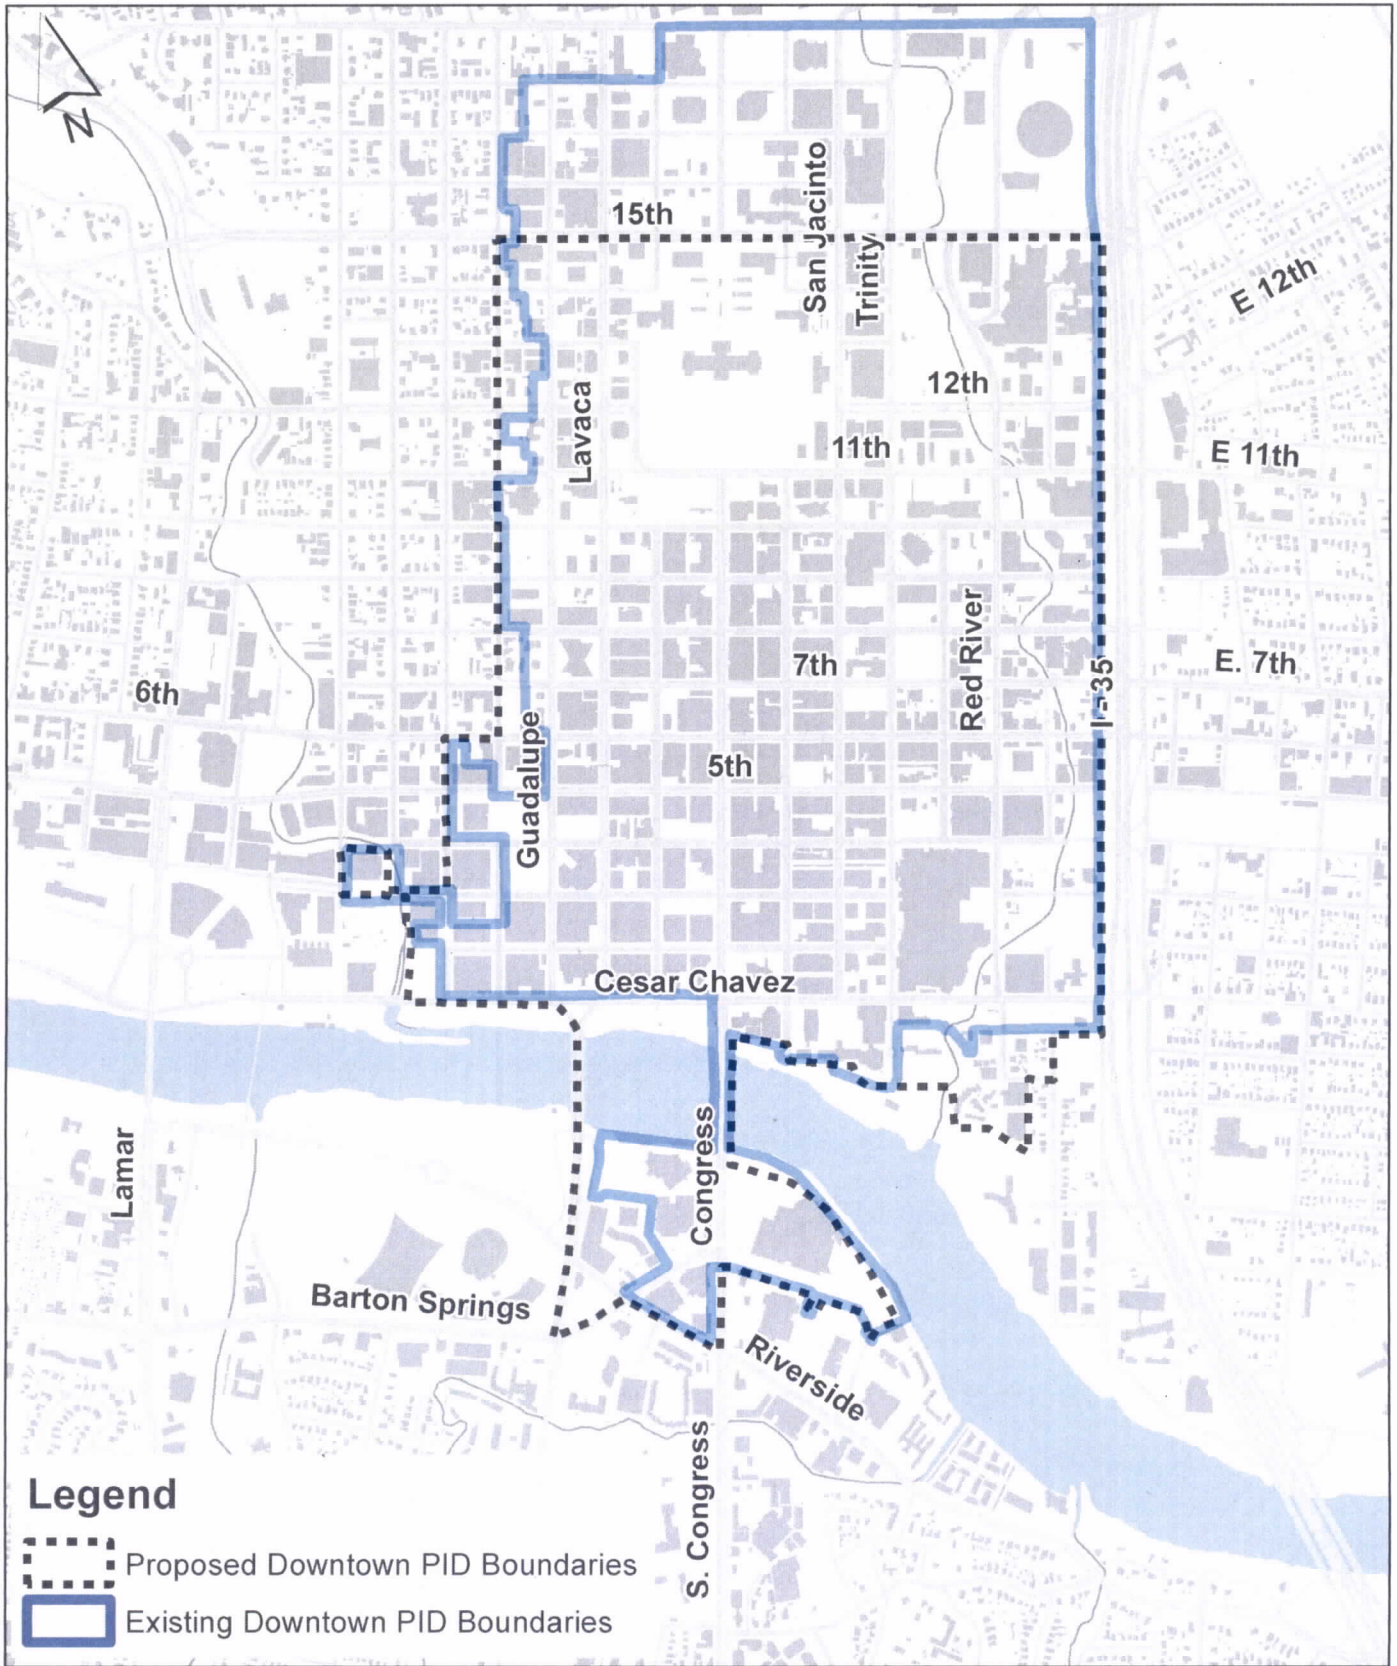 N
15th
San Jacinto
Trinity
E 12th
12th
Lavaca
11th
E 11th
Red River
7th
E. 7th
6th
I-35
Guadalupe
5th
Cesar Chavez
Lamar
Congress
Barton Springs
Riverside
S. Congress
Legend
Proposed Downtown PID Boundaries
Existing Downtown PID Boundaries